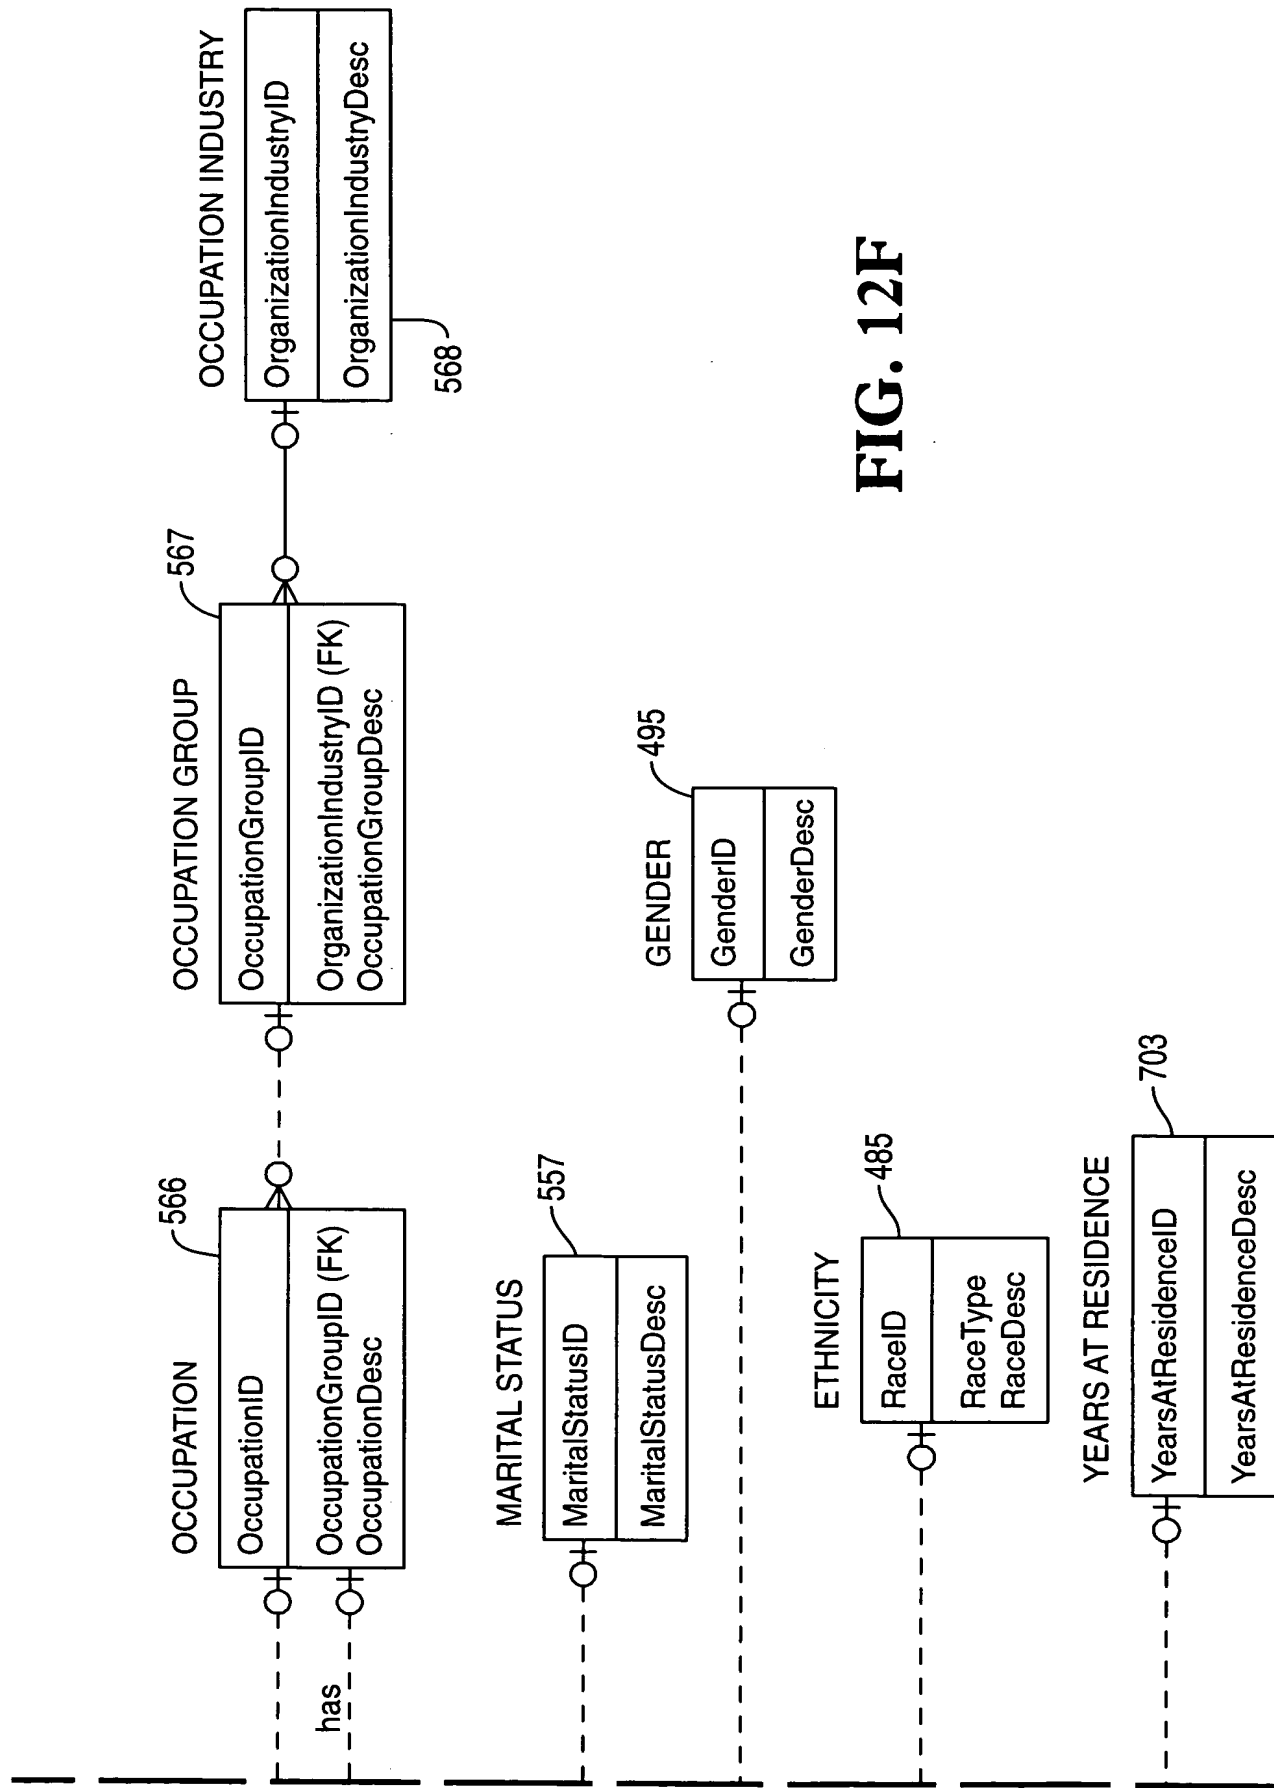 OCCUPATION
566
OccupationID
OccupationGroupID (FK)
OccupationDesc
has
OCCUPATION GROUP
567
OccupationGroupID
OrganizationIndustryID (FK)
OccupationGroupDesc
OCCUPATION INDUSTRY
OrganizationIndustryID
OrganizationIndustryDesc
568
MARITAL STATUS
557
MaritalStatusID
MaritalStatusDesc
GENDER
495
GenderID
GenderDesc
ETHNICITY
485
RaceID
RaceType
RaceDesc
YEARS AT RESIDENCE
703
YearsAtResidenceID
YearsAtResidenceDesc
FIG. 12F